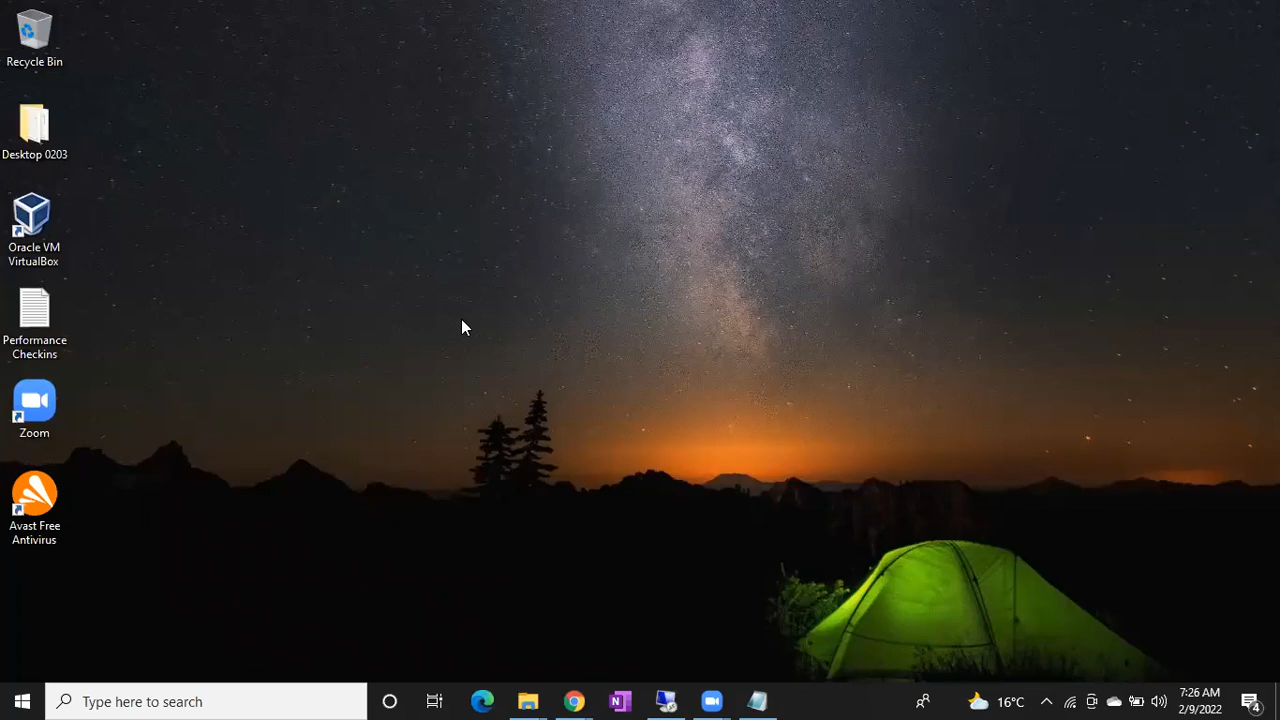 Recycle Bin
Desktop 0203
Oracle VM
VirtualBox
Performance
Checkins
Zoom
Avast Free
Antivirus
Type here to search
N
16°C
7:26 AM
2/9/2022
4